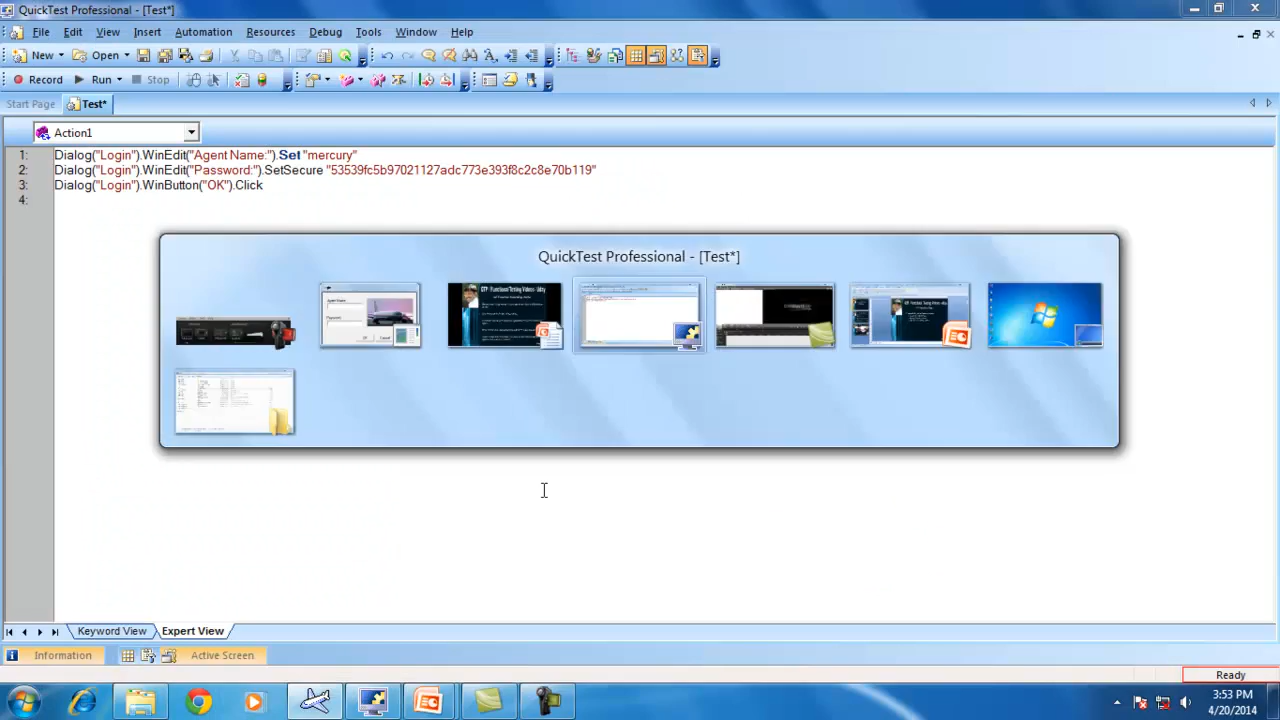 QuickTest Professional - [Test*]
File Edit View Insert Automation Resources Debug Tools Window Help
New Open
Record Run Stop
Start Page Test*
Action1
1: Dialog("Login").WinEdit("Agent Name:").Set "mercury"
2: Dialog("Login").WinEdit("Password:").SetSecure "53539fc5b97021127adc773e393f8c2c8e70b119"
3: Dialog("Login").WinButton("OK").Click
4:
QuickTest Professional - [Test*]
Keyword View Expert View
Information Active Screen
Ready
3:53 PM
4/20/2014